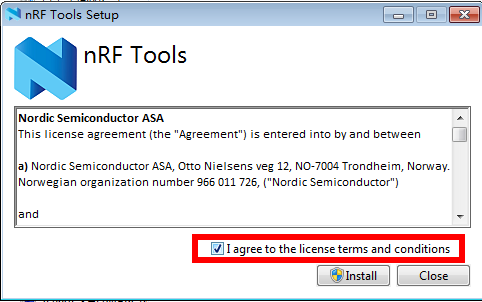 nRF Tools Setup
nRF Tools
Nordic Semiconductor ASA
This license agreement (the "Agreement") is entered into by and between
a) Nordic Semiconductor ASA, Otto Nielsens veg 12, NO-7004 Trondheim, Norway.
Norwegian organization number 966 011 726, ("Nordic Semiconductor")
and
I agree to the license terms and conditions
Install
Close